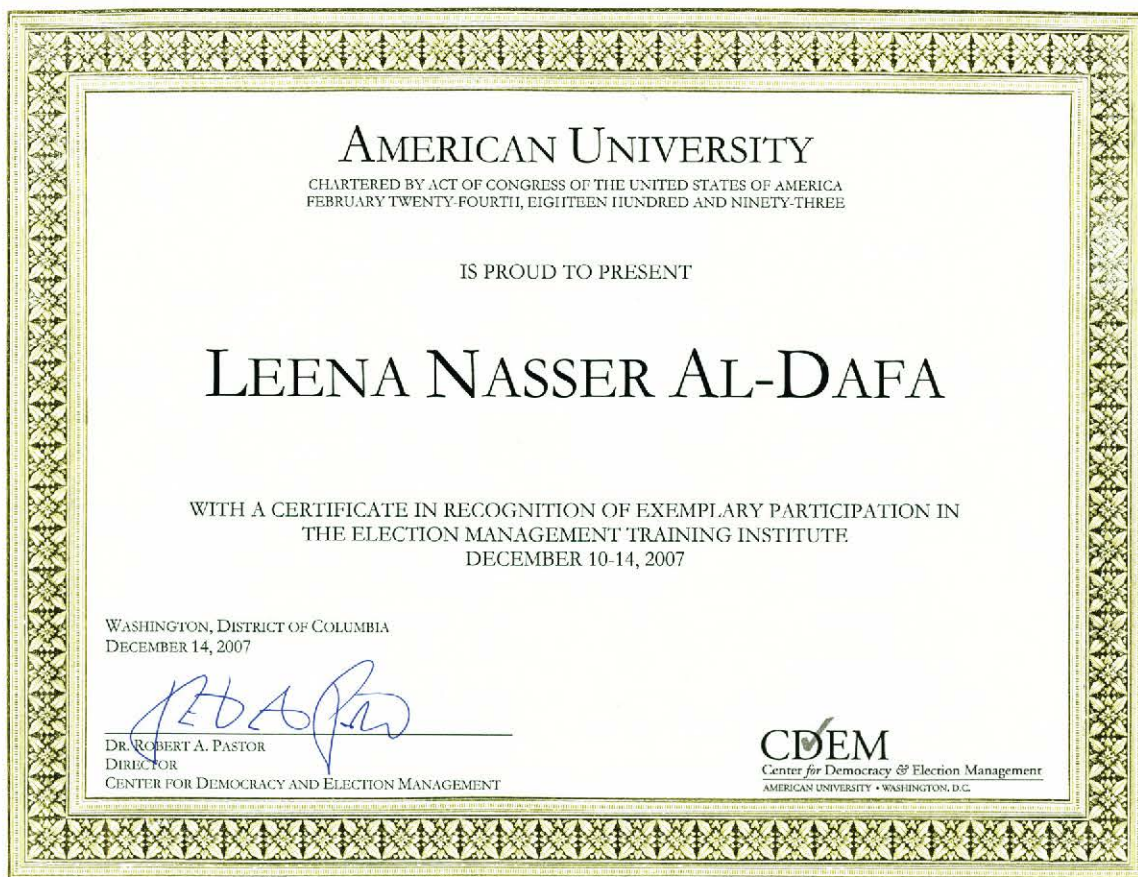 AMERICAN UNIVERSITY
CHARTERED BY ACT OF CONGRESS OF THE UNITED STATES OF AMERICA
FEBRUARY TWENTY-FOURTH, EIGHTEEN HUNDRED AND NINETY-THREE
IS PROUD TO PRESENT
LEENA NASSER AL-DAFA
WITH A CERTIFICATE IN RECOGNITION OF EXEMPLARY PARTICIPATION IN
THE ELECTION MANAGEMENT TRAINING INSTITUTE
DECEMBER 10-14, 2007
WASHINGTON, DISTRICT OF COLUMBIA
DECEMBER 14, 2007
DR. ROBERT A. PASTOR
DIRECTOR
CENTER FOR DEMOCRACY AND ELECTION MANAGEMENT
CDEM
Center for Democracy & Election Management
AMERICAN UNIVERSITY • WASHINGTON, D.C.